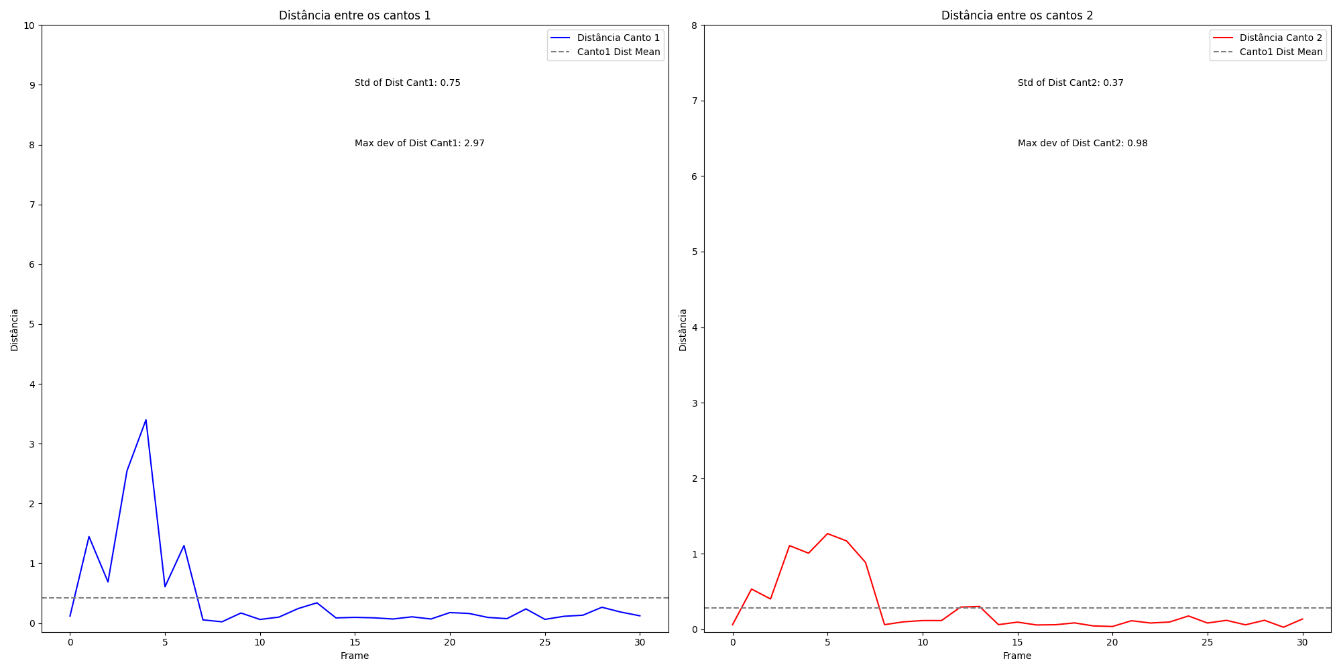 Distância entre os cantos 1
Distância Canto 1
Canto1 Dist Mean
Std of Dist Cant1: 0.75
Max dev of Dist Cant1: 2.97
10
9
8
7
6
5
4
3
2
1
0
Distância
0 5 10 15 20 25 30
Frame
Distância entre os cantos 2
Distância Canto 2
Canto1 Dist Mean
Std of Dist Cant2: 0.37
Max dev of Dist Cant2: 0.98
8
7
6
5
4
3
2
1
0
Distância
0 5 10 15 20 25 30
Frame